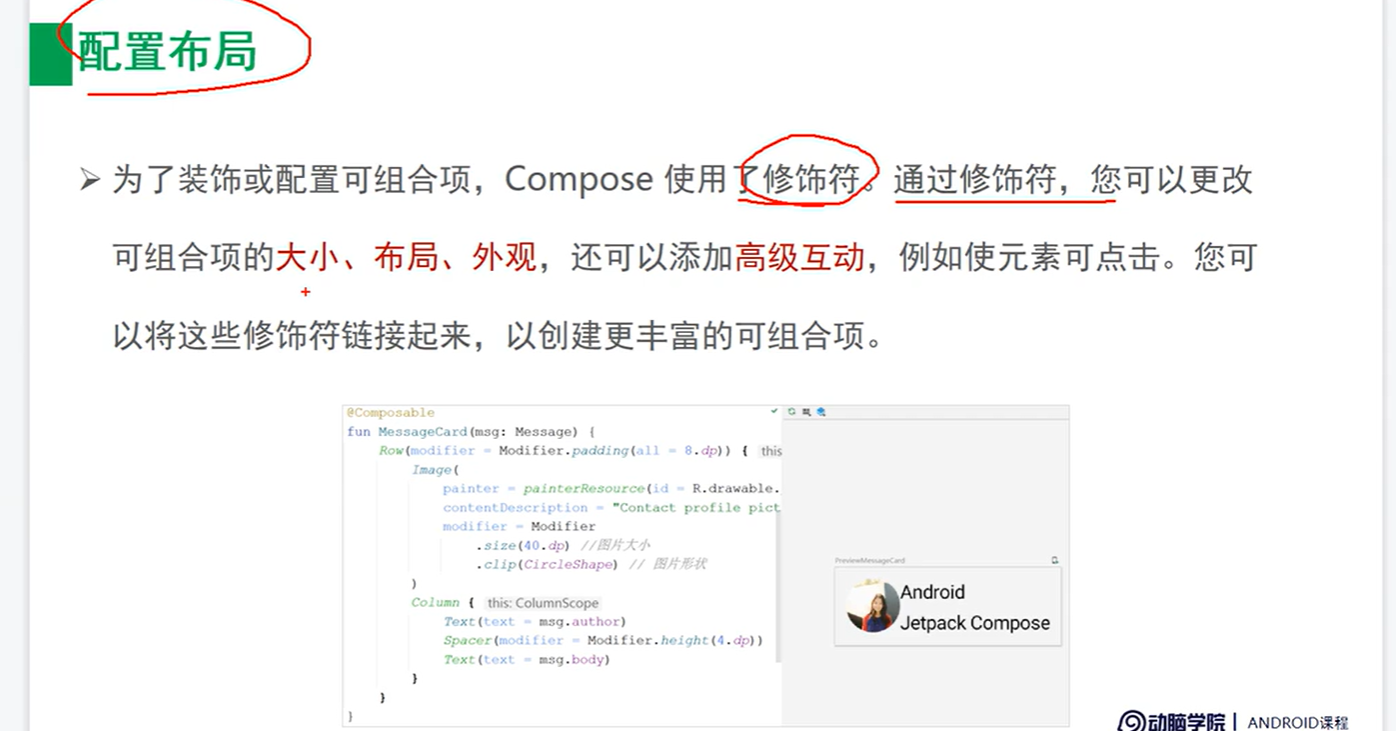 配置布局
为了装饰或配置可组合项，Compose 使用了修饰符。通过修饰符，您可以更改
可组合项的大小、布局、外观，还可以添加高级互动，例如使元素可点击。您可
以将这些修饰符链接起来，以创建更丰富的可组合项。
@Composable
fun MessageCard(msg: Message) {
Row(modifier = Modifier.padding(all = 8.dp)) { this
Image(
painter = painterResource(id = R.drawable.
contentDescription = "Contact profile pict
modifier = Modifier
.size(40.dp) //图片大小
.clip(CircleShape) // 图片形状
)
Column { this: ColumnScope
Text(text = msg.author)
Spacer(modifier = Modifier.height(4.dp))
Text(text = msg.body)
}
}
}
PreviewMessageCard
Android
Jetpack Compose
动脑学院 | ANDROID课程